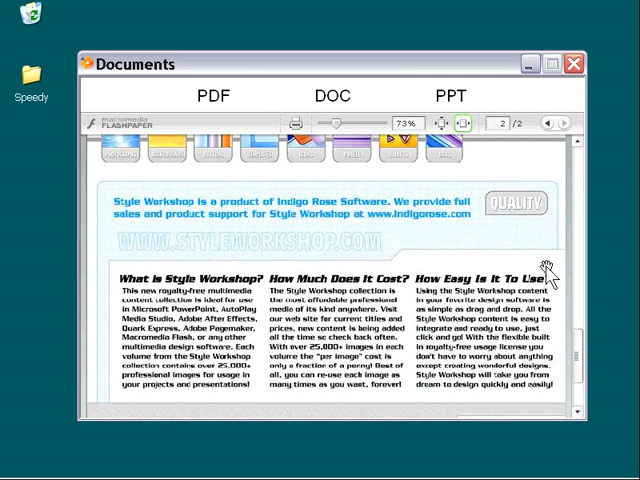 Speedy
Documents
PDF DOC PPT
macromedia
FLASHPAPER
73%
2 /2
BUTTONS TEMPLATES ICONS PANELS BULLETS BARS
Style Workshop is a product of Indigo Rose Software. We provide full
sales and product support for Style Workshop at www.indigorose.com
QUALITY
WWW.STYLEWORKSHOP.COM
What Is Style Workshop?
This new royalty-free multimedia
content collection is ideal for use
in Microsoft PowerPoint, AutoPlay
Media Studio, Adobe After Effects,
Quark Express, Adobe Pagemaker,
Macromedia Flash, or any other
multimedia design software. Each
volume from the Style Workshop
collection contains over 25,000+
professional images for usage in
your projects and presentations!
How Much Does It Cost?
The Style Workshop collection is
the most affordable professional
media of its kind anywhere. Visit
our web site for current titles and
prices, new content is being added
all the time so check back often.
With over 25,000+ images in each
volume the "per image" cost is
only a fraction of a penny! Best of
all, you can re-use each image as
many times as you want, forever!
How Easy Is It To Use
Using the Style Workshop content
in your favorite design software is
as simple as drag and drop. All the
Style Workshop content is easy to
integrate and ready to use, just
click and go! With the flexible built
in royalty-free usage license you
don't have to worry about anything
except creating wonderful designs.
Style Workshop will take you from
dream to design quickly and easily!